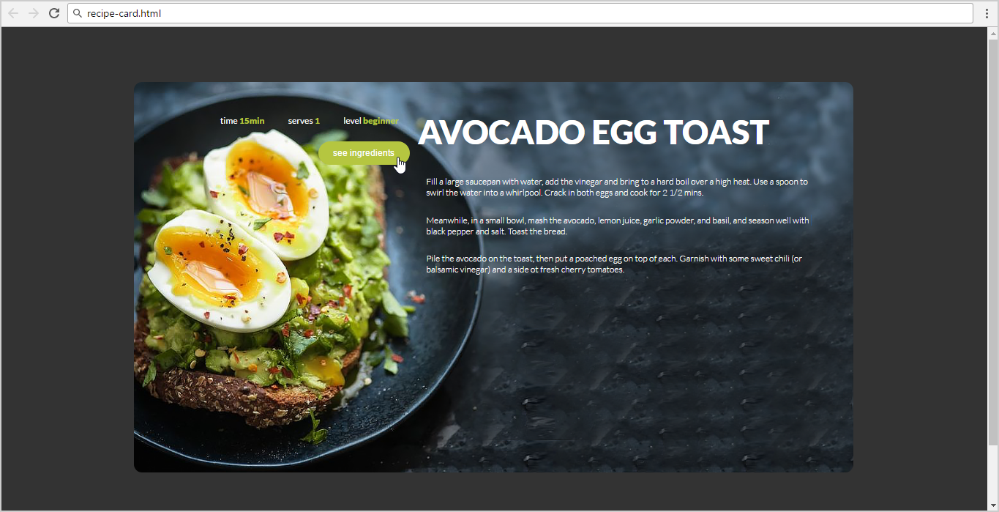 recipe-card.html
time 15min serves 1 level beginner
see ingredients
AVOCADO EGG TOAST
Fill a large saucepan with water, add the vinegar and bring to a hard boil over a high heat. Use a spoon to
swirl the water into a whirlpool. Crack in both eggs and cook for 2 1/2 mins.
Meanwhile, in a small bowl, mash the avocado, lemon juice, garlic powder, and basil, and season well with
black pepper and salt. Toast the bread.
Pile the avocado on the toast, then put a poached egg on top of each. Garnish with some sweet chili (or
balsamic vinegar) and a side of fresh cherry tomatoes.